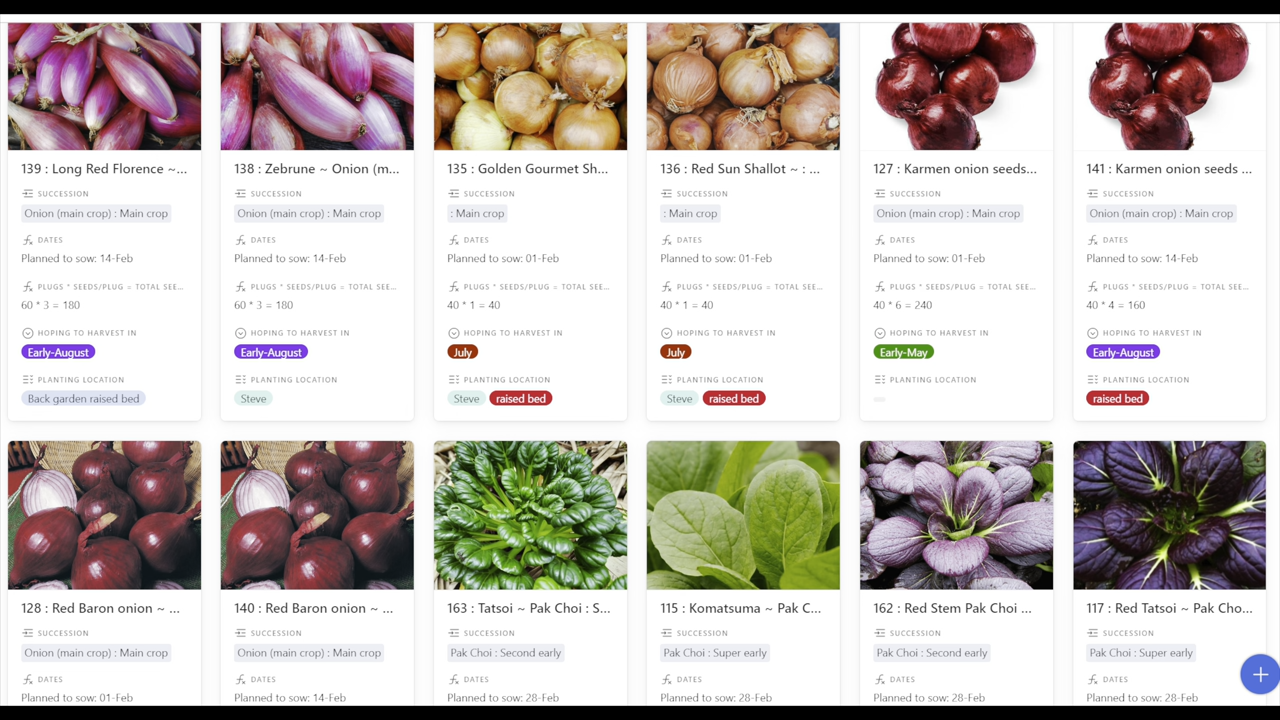 139 : Long Red Florence ~...
SUCCESSION
Onion (main crop) : Main crop
DATES
Planned to sow: 14-Feb
PLUGS * SEEDS/PLUG = TOTAL SEE...
60 * 3 = 180
HOPING TO HARVEST IN
Early-August
PLANTING LOCATION
Back garden raised bed
138 : Zebrune ~ Onion (m...
SUCCESSION
Onion (main crop) : Main crop
DATES
Planned to sow: 14-Feb
PLUGS * SEEDS/PLUG = TOTAL SEE...
60 * 3 = 180
HOPING TO HARVEST IN
Early-August
PLANTING LOCATION
Steve
135 : Golden Gourmet Sh...
SUCCESSION
: Main crop
DATES
Planned to sow: 01-Feb
PLUGS * SEEDS/PLUG = TOTAL SEE...
40 * 1 = 40
HOPING TO HARVEST IN
July
PLANTING LOCATION
Steve raised bed
136 : Red Sun Shallot ~ : ...
SUCCESSION
: Main crop
DATES
Planned to sow: 01-Feb
PLUGS * SEEDS/PLUG = TOTAL SEE...
40 * 1 = 40
HOPING TO HARVEST IN
July
PLANTING LOCATION
Steve raised bed
127 : Karmen onion seeds...
SUCCESSION
Onion (main crop) : Main crop
DATES
Planned to sow: 01-Feb
PLUGS * SEEDS/PLUG = TOTAL SEE...
40 * 6 = 240
HOPING TO HARVEST IN
Early-May
PLANTING LOCATION
141 : Karmen onion seeds ...
SUCCESSION
Onion (main crop) : Main crop
DATES
Planned to sow: 14-Feb
PLUGS * SEEDS/PLUG = TOTAL SEE...
40 * 4 = 160
HOPING TO HARVEST IN
Early-August
PLANTING LOCATION
raised bed
128 : Red Baron onion ~ ...
SUCCESSION
Onion (main crop) : Main crop
DATES
Planned to sow: 01-Feb
140 : Red Baron onion ~ ...
SUCCESSION
Onion (main crop) : Main crop
DATES
Planned to sow: 14-Feb
163 : Tatsoi ~ Pak Choi : S...
SUCCESSION
Pak Choi : Second early
DATES
Planned to sow: 28-Feb
115 : Komatsuma ~ Pak C...
SUCCESSION
Pak Choi : Super early
DATES
Planned to sow: 28-Feb
162 : Red Stem Pak Choi ...
SUCCESSION
Pak Choi : Second early
DATES
Planned to sow: 28-Feb
117 : Red Tatsoi ~ Pak Cho...
SUCCESSION
Pak Choi : Super early
DATES
Planned to sow: 28-Feb